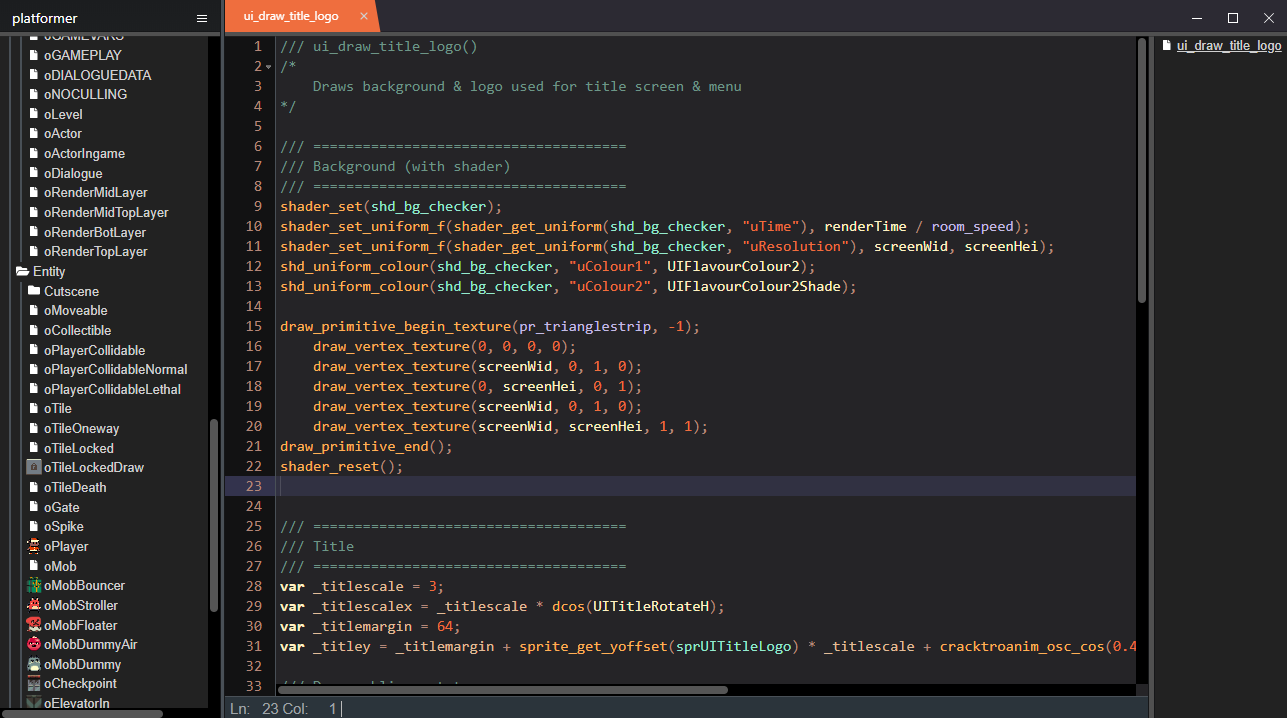 platformer
oGAMEVARS
oGAMEPLAY
oDIALOGUEDATA
oNOCULLING
oLevel
oActor
oActorIngame
oDialogue
oRenderMidLayer
oRenderMidTopLayer
oRenderBotLayer
oRenderTopLayer
Entity
Cutscene
oMoveable
oCollectible
oPlayerCollidable
oPlayerCollidableNormal
oPlayerCollidableLethal
oTile
oTileOneway
oTileLocked
oTileLockedDraw
oTileDeath
oGate
oSpike
oPlayer
oMob
oMobBouncer
oMobStroller
oMobFloater
oMobDummyAir
oMobDummy
oCheckpoint
oElevatorIn
ui_draw_title_logo ×
1 /// ui_draw_title_logo()
2 /*
3     Draws background & logo used for title screen & menu
4 */
5
6 /// ======================================
7 /// Background (with shader)
8 /// ======================================
9 shader_set(shd_bg_checker);
10 shader_set_uniform_f(shader_get_uniform(shd_bg_checker, "uTime"), renderTime / room_speed);
11 shader_set_uniform_f(shader_get_uniform(shd_bg_checker, "uResolution"), screenWid, screenHei);
12 shd_uniform_colour(shd_bg_checker, "uColour1", UIFlavourColour2);
13 shd_uniform_colour(shd_bg_checker, "uColour2", UIFlavourColour2Shade);
14
15 draw_primitive_begin_texture(pr_trianglestrip, -1);
16     draw_vertex_texture(0, 0, 0, 0);
17     draw_vertex_texture(screenWid, 0, 1, 0);
18     draw_vertex_texture(0, screenHei, 0, 1);
19     draw_vertex_texture(screenWid, 0, 1, 0);
20     draw_vertex_texture(screenWid, screenHei, 1, 1);
21 draw_primitive_end();
22 shader_reset();
23
24
25 /// ======================================
26 /// Title
27 /// ======================================
28 var _titlescale = 3;
29 var _titlescalex = _titlescale * dcos(UITitleRotateH);
30 var _titlemargin = 64;
31 var _titley = _titlemargin + sprite_get_yoffset(sprUITitleLogo) * _titlescale + cracktroanim_osc_cos(0.4
32
33
Ln: 23 Col: 1
ui_draw_title_logo